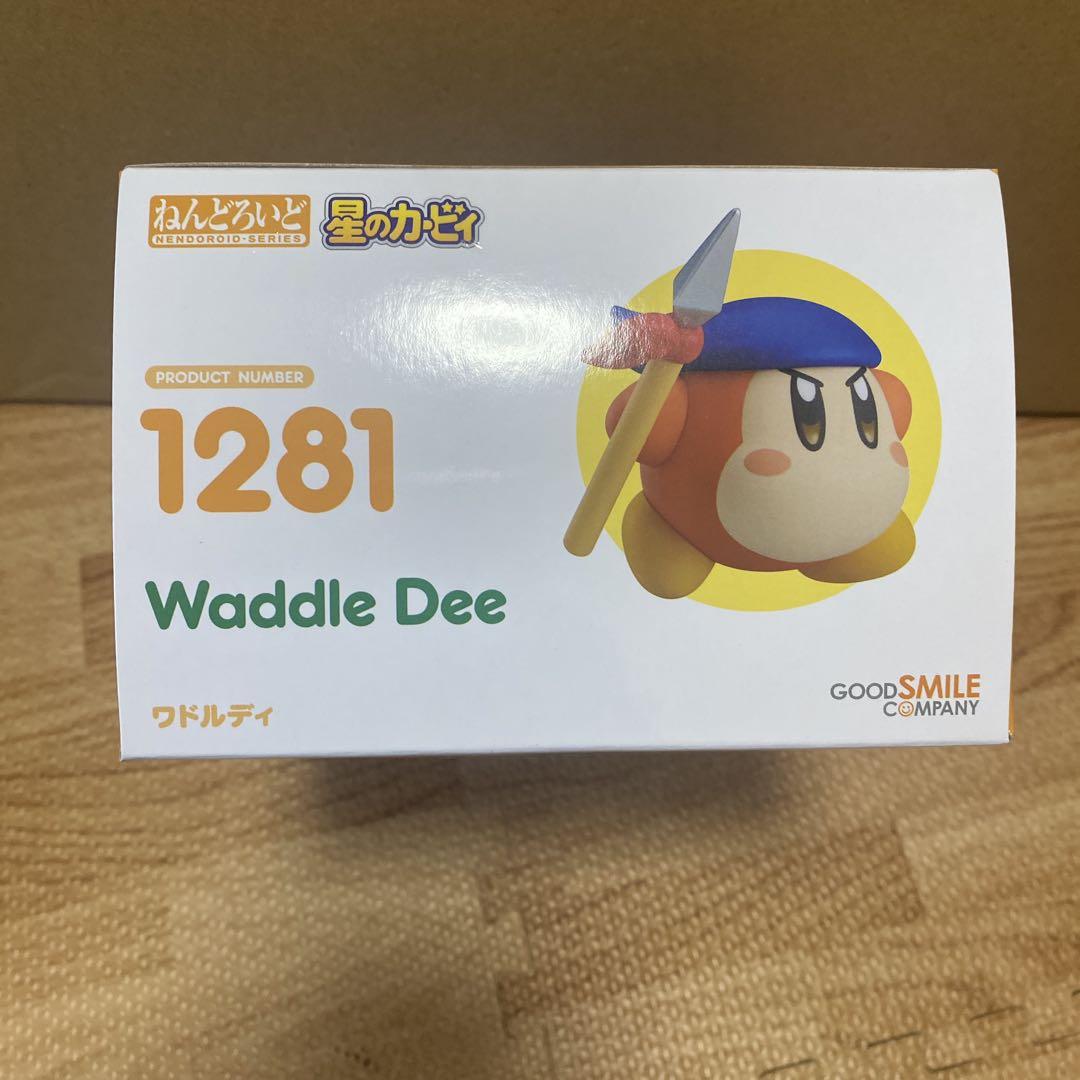 ねんどろいど
NENDOROID-SERIES
星のカービィ
PRODUCT NUMBER
1281
Waddle Dee
ワドルディ
GOODSMILE
COMPANY